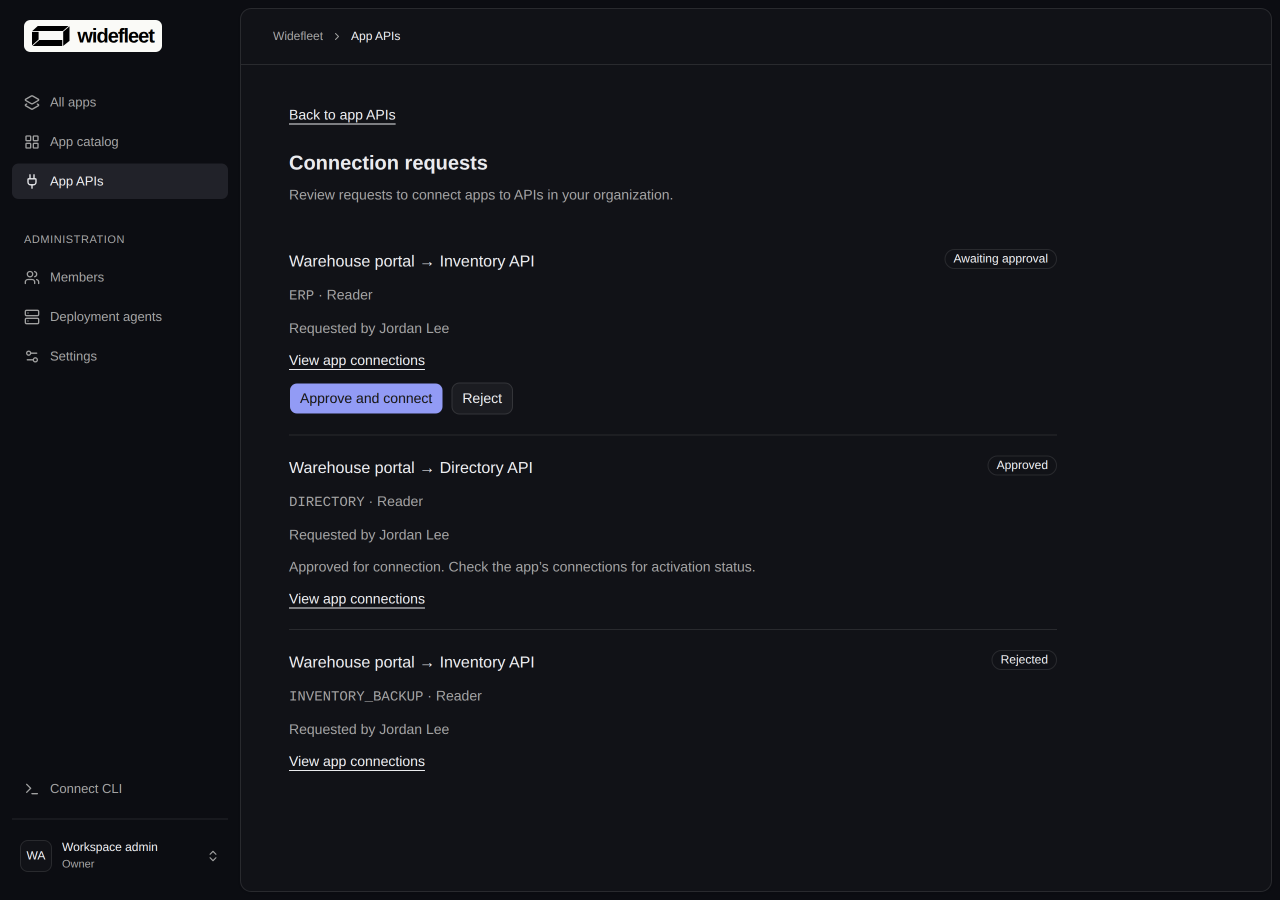 widefleet
Widefleet > App APIs
All apps
App catalog
App APIs
ADMINISTRATION
Members
Deployment agents
Settings
Connect CLI
WA
Workspace admin
Owner
Back to app APIs
Connection requests
Review requests to connect apps to APIs in your organization.
Warehouse portal → Inventory API
Awaiting approval
ERP · Reader
Requested by Jordan Lee
View app connections
Approve and connect
Reject
Warehouse portal → Directory API
Approved
DIRECTORY · Reader
Requested by Jordan Lee
Approved for connection. Check the app's connections for activation status.
View app connections
Warehouse portal → Inventory API
Rejected
INVENTORY_BACKUP · Reader
Requested by Jordan Lee
View app connections